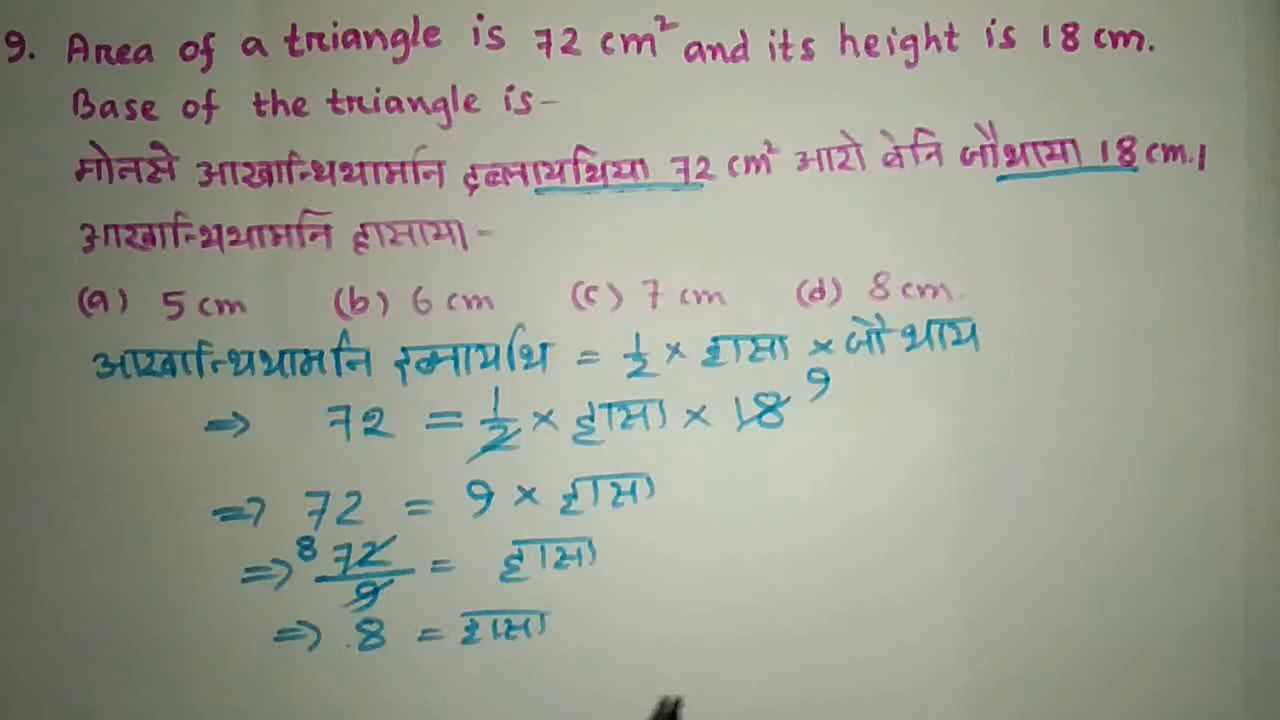 9. Area of a triangle is 72 cm² and its height is 18 cm.
Base of the triangle is -
मोनसे आखान्थिथामनि दब्लायथिया 72 cm² आरो बेनि जौथाया 18 cm.।
आखान्थिथामनि हासाया -
(a) 5 cm (b) 6 cm (c) 7 cm (d) 8 cm.
आखान्थिथामनि दब्लायथि = 1/2 × हासा × जौथाय
⇒ 72 = 1/2 × हासा × 18 9
⇒ 72 = 9 × हासा
⇒ 8 72/9 = हासा
⇒ 8 = हासा